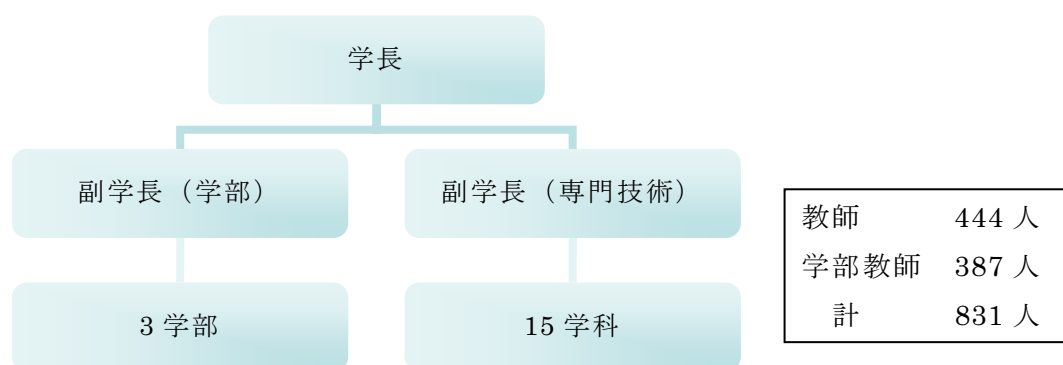 学長
副学長（学部）
副学長（専門技術）
3 学部
15 学科
教師 444 人
学部教師 387 人
計 831 人